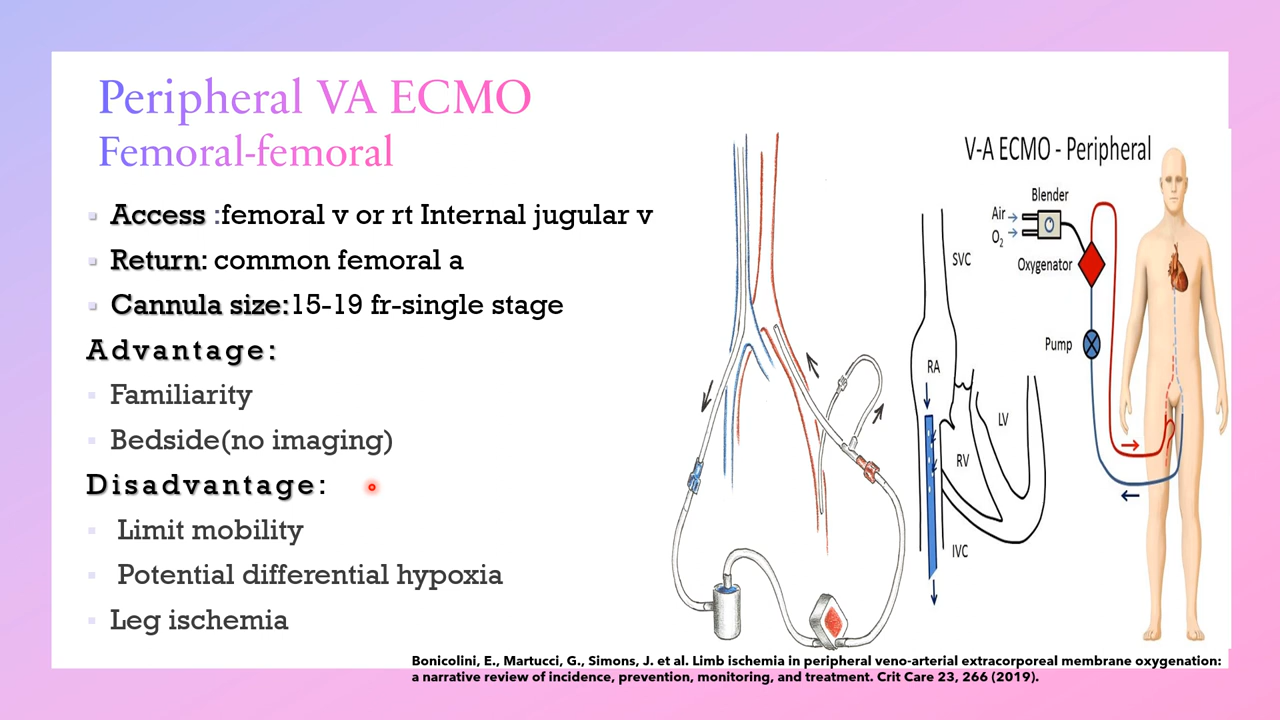 Peripheral VA ECMO
Femoral-femoral
Access :femoral v or rt Internal jugular v
Return: common femoral a
Cannula size:15-19 fr-single stage
Advantage:
Familiarity
Bedside(no imaging)
Disadvantage:
Limit mobility
Potential differential hypoxia
Leg ischemia
V-A ECMO - Peripheral
Blender
Air
O2
Oxygenator
Pump
SVC
RA
LV
RV
IVC
Bonicolini, E., Martucci, G., Simons, J. et al. Limb ischemia in peripheral veno-arterial extracorporeal membrane oxygenation:
a narrative review of incidence, prevention, monitoring, and treatment. Crit Care 23, 266 (2019).